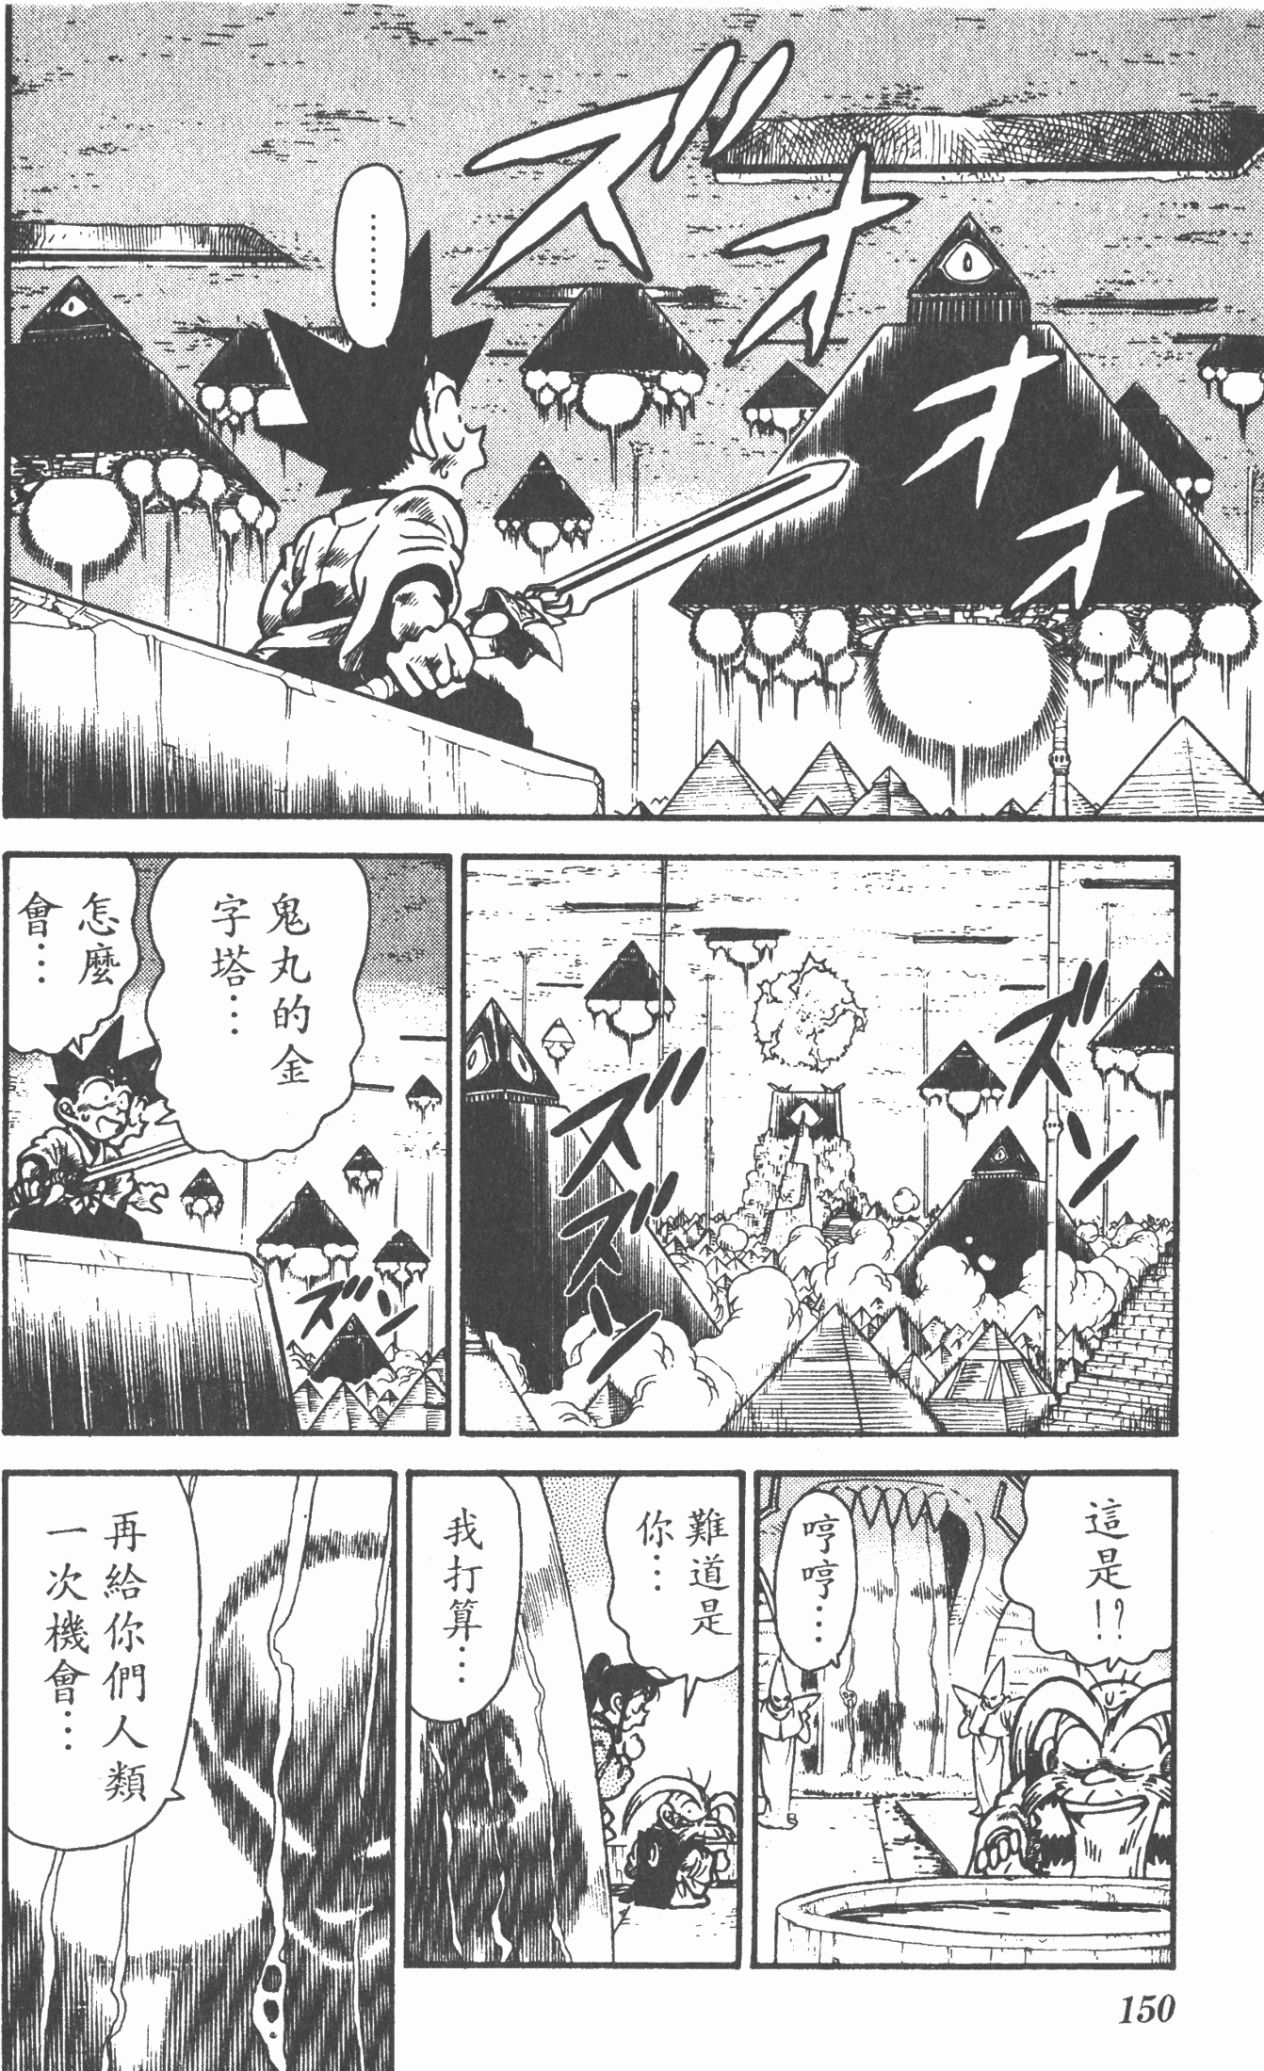 ズオオオ
………
ズズン
ズズン
鬼丸的金
字塔…
怎麼
會…
ズズン
這是!?
哼哼…
難道是
你…
我打算…
再給你們人類
一次機會…
150